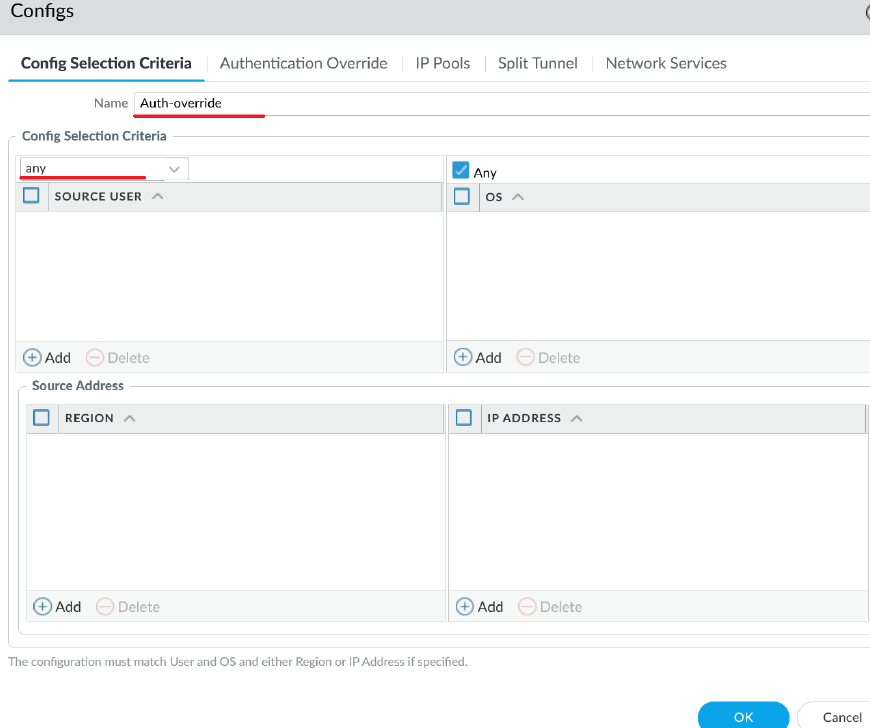 Configs
Config Selection Criteria Authentication Override IP Pools Split Tunnel Network Services
Name Auth-override
Config Selection Criteria
any Any
SOURCE USER OS
Add Delete Add Delete
Source Address
REGION IP ADDRESS
Add Delete Add Delete
The configuration must match User and OS and either Region or IP Address if specified.
OK Cancel